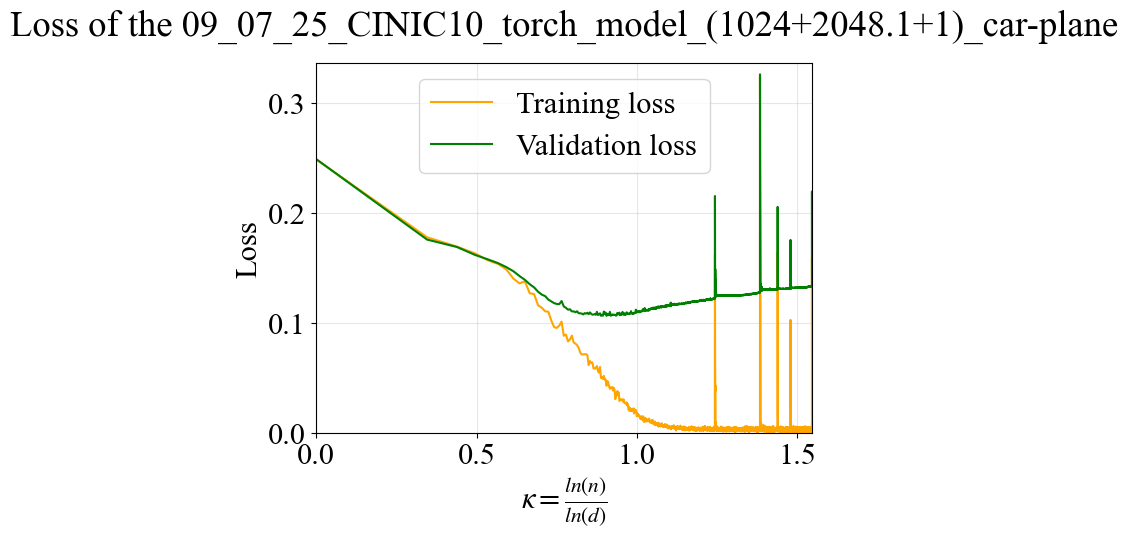 Loss of the 09_07_25_CINIC10_torch_model_(1024+2048.1+1)_car-plane
Training loss
Validation loss
Loss
0.3
0.2
0.1
0.0
0.0 0.5 1.0 1.5
κ = ln(n)/ln(d)